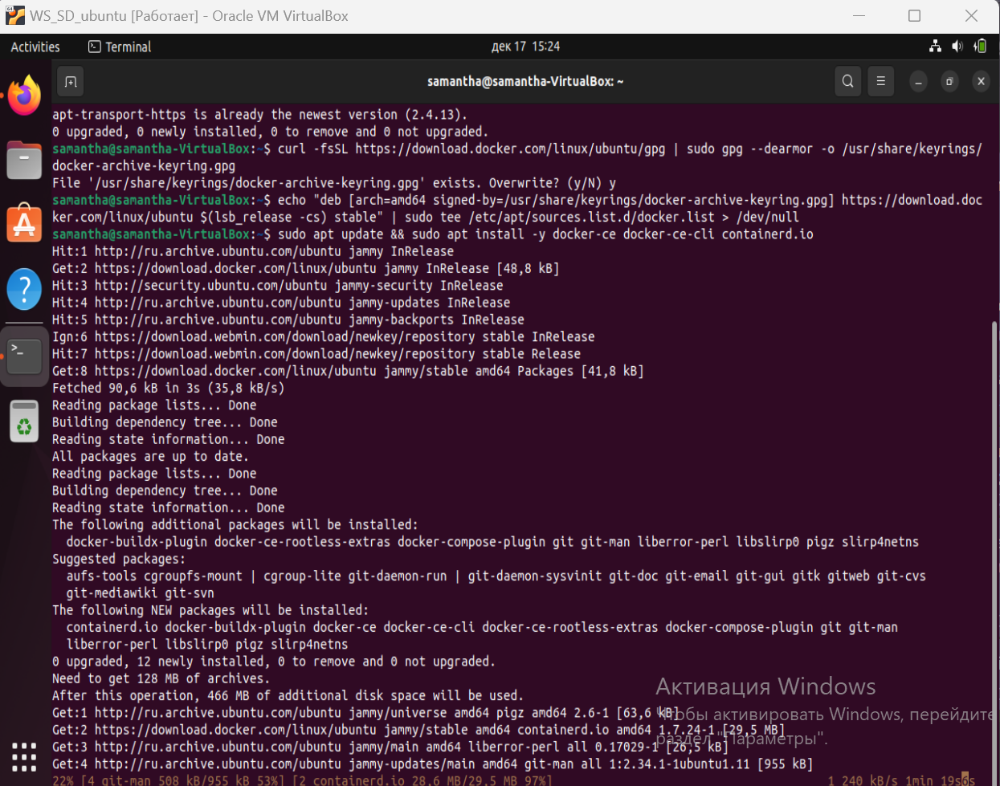 WS_SD_ubuntu [Работает] - Oracle VM VirtualBox
Activities
Terminal
дек 17 15:24
samantha@samantha-VirtualBox: ~
apt-transport-https is already the newest version (2.4.13).
0 upgraded, 0 newly installed, 0 to remove and 0 not upgraded.
samantha@samantha-VirtualBox:~$ curl -fsSL https://download.docker.com/linux/ubuntu/gpg | sudo gpg --dearmor -o /usr/share/keyrings/
docker-archive-keyring.gpg
File '/usr/share/keyrings/docker-archive-keyring.gpg' exists. Overwrite? (y/N) y
samantha@samantha-VirtualBox:~$ echo "deb [arch=amd64 signed-by=/usr/share/keyrings/docker-archive-keyring.gpg] https://download.doc
ker.com/linux/ubuntu $(lsb_release -cs) stable" | sudo tee /etc/apt/sources.list.d/docker.list > /dev/null
samantha@samantha-VirtualBox:~$ sudo apt update && sudo apt install -y docker-ce docker-ce-cli containerd.io
Hit:1 http://ru.archive.ubuntu.com/ubuntu jammy InRelease
Get:2 https://download.docker.com/linux/ubuntu jammy InRelease [48,8 kB]
Hit:3 http://security.ubuntu.com/ubuntu jammy-security InRelease
Hit:4 http://ru.archive.ubuntu.com/ubuntu jammy-updates InRelease
Hit:5 http://ru.archive.ubuntu.com/ubuntu jammy-backports InRelease
Ign:6 https://download.webmin.com/download/newkey/repository stable InRelease
Hit:7 https://download.webmin.com/download/newkey/repository stable Release
Get:8 https://download.docker.com/linux/ubuntu jammy/stable amd64 Packages [41,8 kB]
Fetched 90,6 kB in 3s (35,8 kB/s)
Reading package lists... Done
Building dependency tree... Done
Reading state information... Done
All packages are up to date.
Reading package lists... Done
Building dependency tree... Done
Reading state information... Done
The following additional packages will be installed:
docker-buildx-plugin docker-ce-rootless-extras docker-compose-plugin git git-man liberror-perl libslirp0 pigz slirp4netns
Suggested packages:
aufs-tools cgroupfs-mount | cgroup-lite git-daemon-run | git-daemon-sysvinit git-doc git-email git-gui gitk gitweb git-cvs
git-mediawiki git-svn
The following NEW packages will be installed:
containerd.io docker-buildx-plugin docker-ce docker-ce-cli docker-ce-rootless-extras docker-compose-plugin git git-man
liberror-perl libslirp0 pigz slirp4netns
0 upgraded, 12 newly installed, 0 to remove and 0 not upgraded.
Need to get 128 MB of archives.
After this operation, 466 MB of additional disk space will be used.
Get:1 http://ru.archive.ubuntu.com/ubuntu jammy/universe amd64 pigz amd64 2.6-1 [63,6 kB]
Get:2 https://download.docker.com/linux/ubuntu jammy/stable amd64 containerd.io amd64 1.7.24-1 [29,5 MB]
Get:3 http://ru.archive.ubuntu.com/ubuntu jammy/main amd64 liberror-perl all 0.17029-1 [26,5 kB]
Get:4 http://ru.archive.ubuntu.com/ubuntu jammy-updates/main amd64 git-man all 1:2.34.1-1ubuntu1.11 [955 kB]
22% [4 git-man 508 kB/955 kB 53%] [2 containerd.io 28,6 MB/29,5 MB 97%] 1 240 kB/s 1min 19s6s
Активация Windows
Чтобы активировать Windows, перейдите
раздел "Параметры".